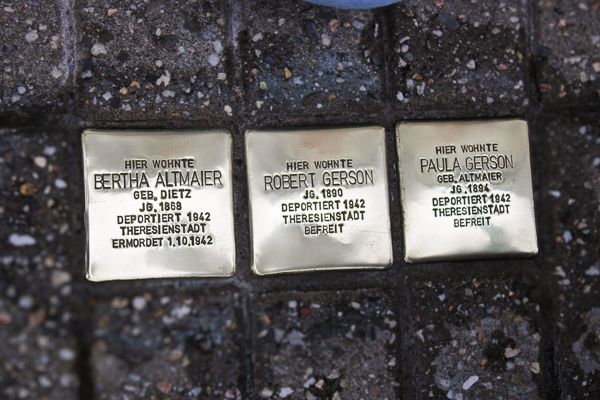 HIER WOHNTE
BERTHA ALTMAIER
GEB. DIETZ
JG. 1868
DEPORTIERT 1942
THERESIENSTADT
ERMORDET 1.10.1942
HIER WOHNTE
ROBERT GERSON
JG. 1890
DEPORTIERT 1942
THERESIENSTADT
BEFREIT
HIER WOHNTE
PAULA GERSON
GEB. ALTMAIER
JG. 1894
DEPORTIERT 1942
THERESIENSTADT
BEFREIT